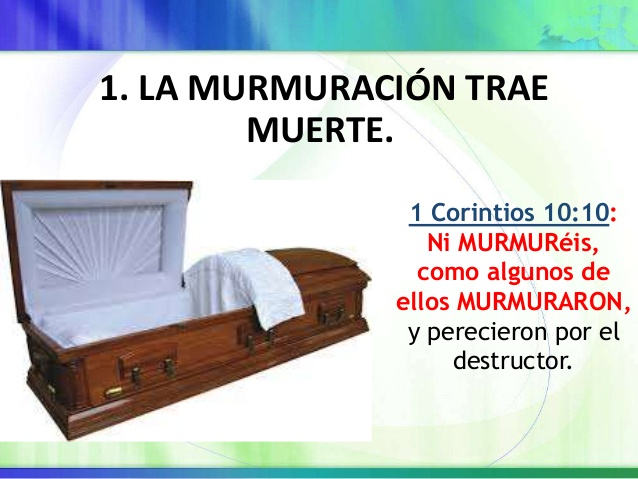 1. LA MURMURACIÓN TRAE
MUERTE.
1 Corintios 10:10:
Ni MURMURéis,
como algunos de
ellos MURMURARON,
y perecieron por el
destructor.